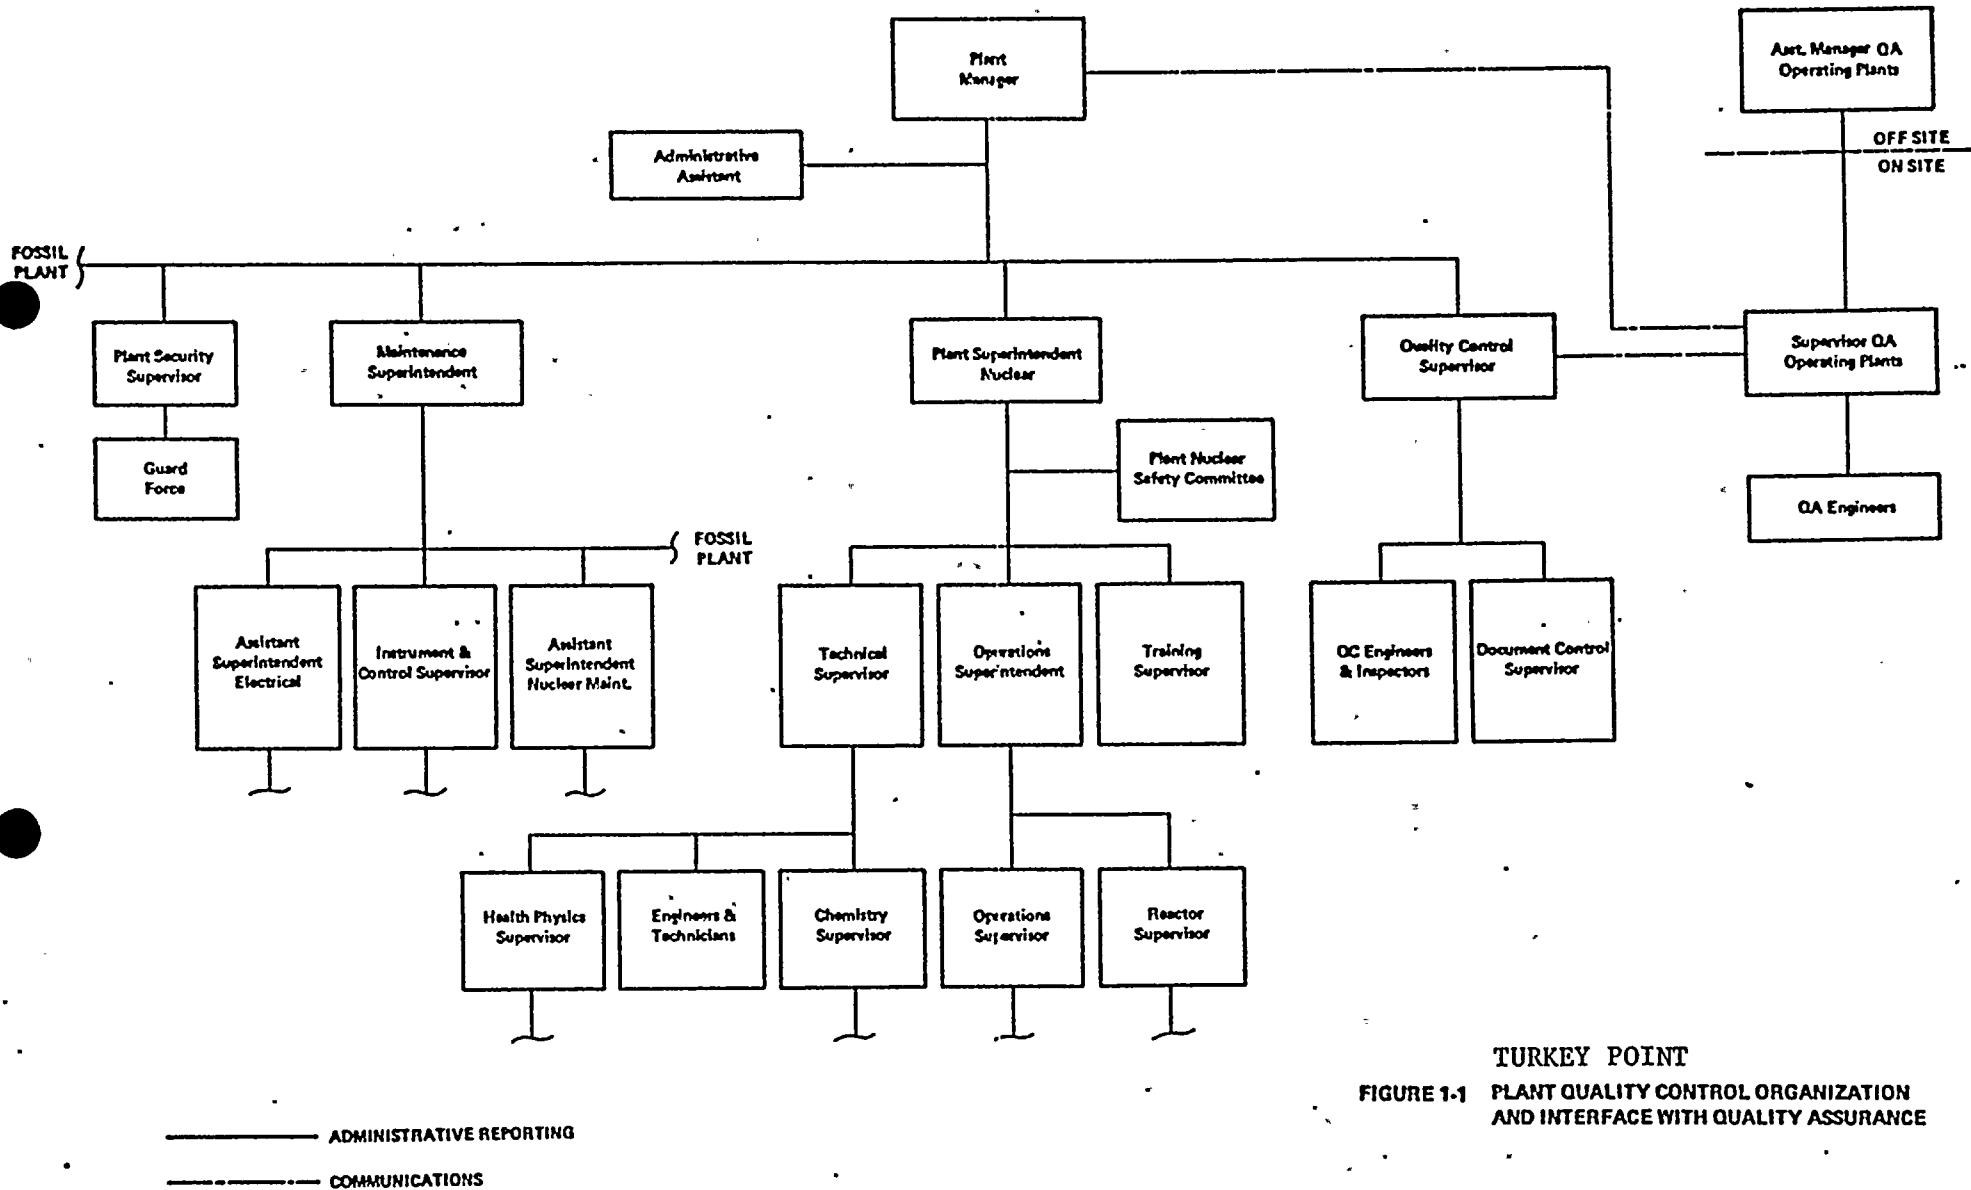 Plant
Manager
Asst. Manager QA
Operating Plants
Administrative
Assistant
OFF SITE
ON SITE
FOSSIL
PLANT
Plant Security
Supervisor
Maintenance
Superintendent
Plant Superintendent
Nuclear
Quality Control
Supervisor
Supervisor QA
Operating Plants
Guard
Force
Plant Nuclear
Safety Committee
QA Engineers
FOSSIL
PLANT
Assistant
Superintendent
Electrical
Instrument &
Control Supervisor
Assistant
Superintendent
Nuclear Maint.
Technical
Supervisor
Operations
Superintendent
Training
Supervisor
QC Engineers
& Inspectors
Document Control
Supervisor
Health Physics
Supervisor
Engineers &
Technicians
Chemistry
Supervisor
Operations
Supervisor
Reactor
Supervisor
TURKEY POINT
FIGURE 1-1 PLANT QUALITY CONTROL ORGANIZATION
AND INTERFACE WITH QUALITY ASSURANCE
ADMINISTRATIVE REPORTING
COMMUNICATIONS